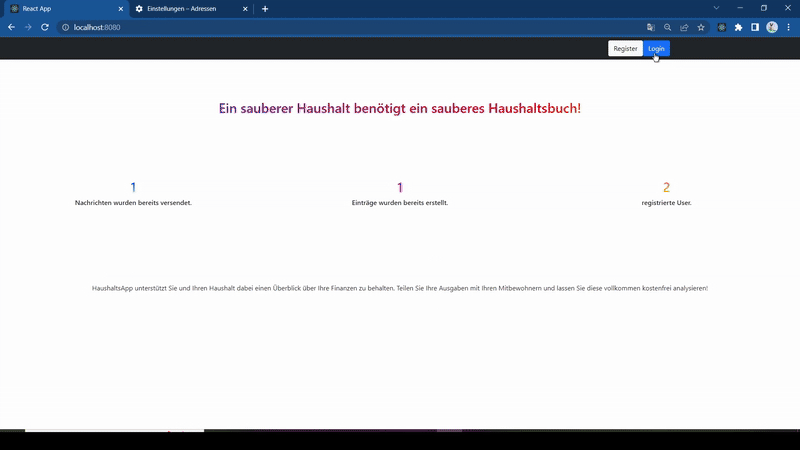 React App
Einstellungen – Adressen
localhost:8080
Register
Login
Ein sauberer Haushalt benötigt ein sauberes Haushaltsbuch!
1
1
2
Nachrichten wurden bereits versendet.
Einträge wurden bereits erstellt.
registrierte User.
HaushaltsApp unterstützt Sie und Ihren Haushalt dabei einen Überblick über Ihre Finanzen zu behalten. Teilen Sie Ihre Ausgaben mit Ihren Mitbewohnern und lassen Sie diese vollkommen kostenfrei analysieren!